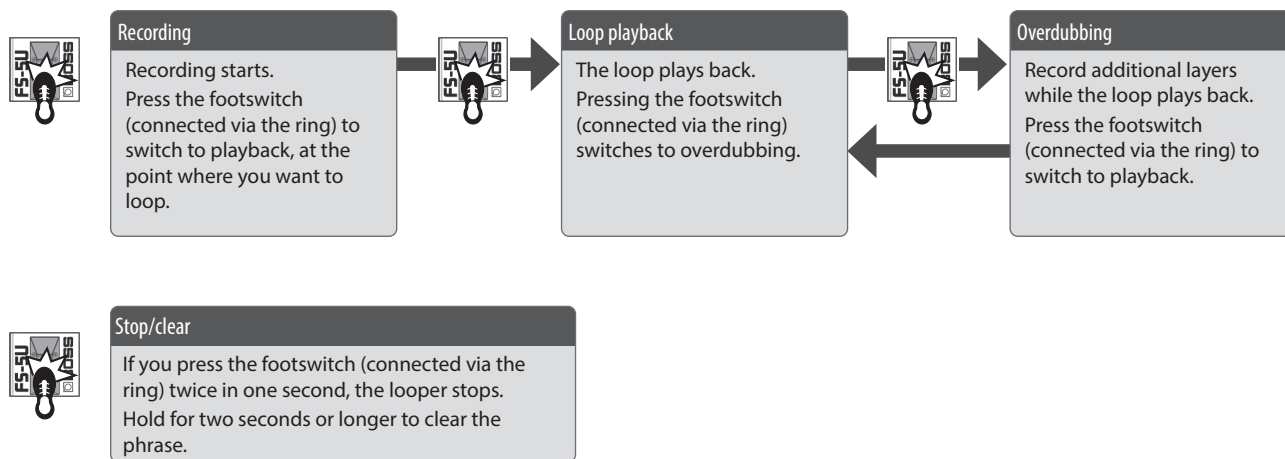 FS-5U
BOSS
Recording
Recording starts.
Press the footswitch
(connected via the ring) to
switch to playback, at the
point where you want to
loop.
FS-5U
BOSS
Loop playback
The loop plays back.
Pressing the footswitch
(connected via the ring)
switches to overdubbing.
FS-5U
BOSS
Overdubbing
Record additional layers
while the loop plays back.
Press the footswitch
(connected via the ring) to
switch to playback.
FS-5U
BOSS
Stop/clear
If you press the footswitch (connected via the
ring) twice in one second, the looper stops.
Hold for two seconds or longer to clear the
phrase.